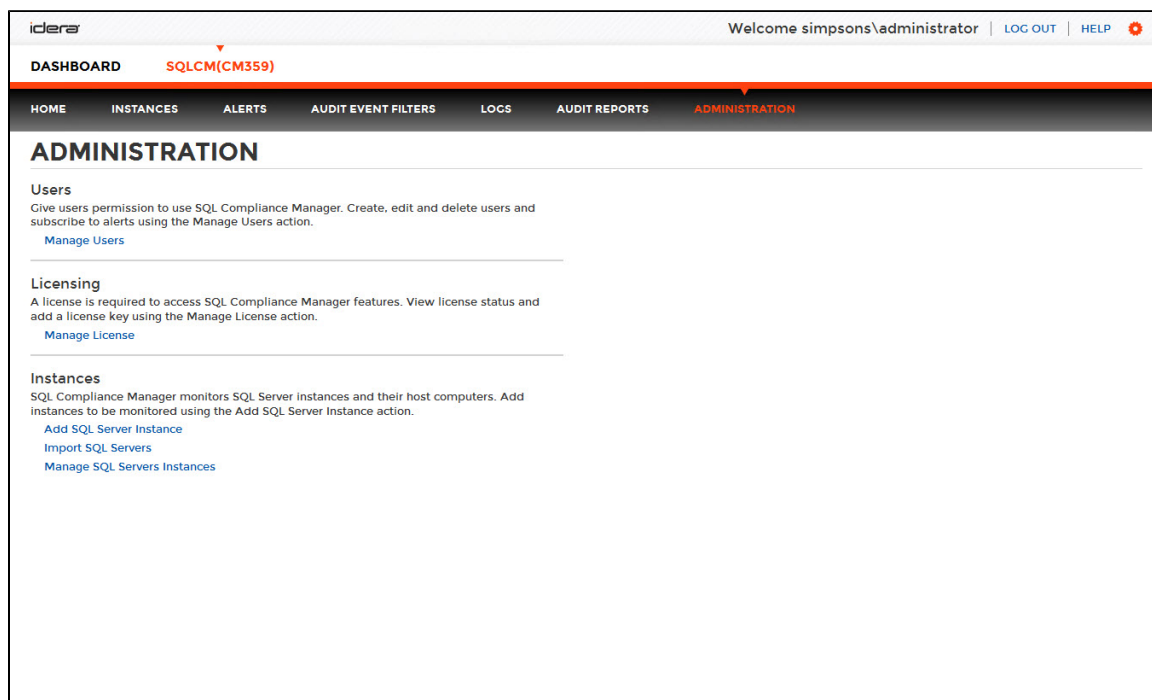 idera
Welcome simpsons\administrator | LOG OUT | HELP
DASHBOARD SQLCM(CM359)
HOME INSTANCES ALERTS AUDIT EVENT FILTERS LOGS AUDIT REPORTS ADMINISTRATION
ADMINISTRATION
Users
Give users permission to use SQL Compliance Manager. Create, edit and delete users and
subscribe to alerts using the Manage Users action.
Manage Users
Licensing
A license is required to access SQL Compliance Manager features. View license status and
add a license key using the Manage License action.
Manage License
Instances
SQL Compliance Manager monitors SQL Server instances and their host computers. Add
instances to be monitored using the Add SQL Server Instance action.
Add SQL Server Instance
Import SQL Servers
Manage SQL Servers Instances